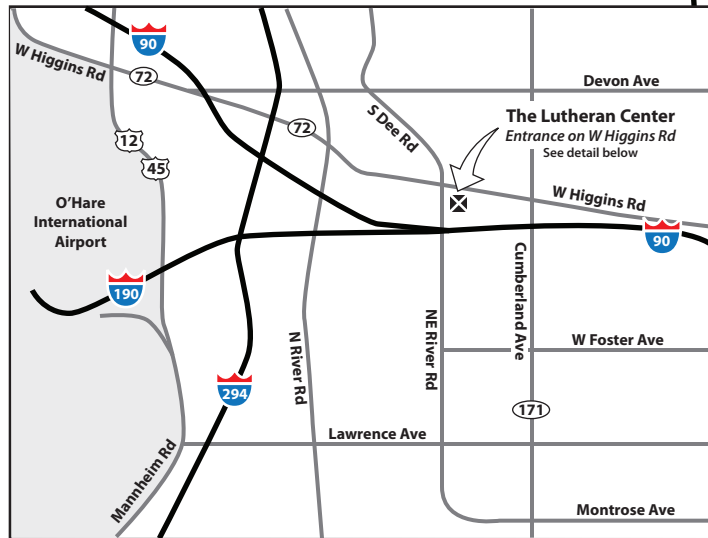 90
W Higgins Rd
72
Devon Ave
S Dee Rd
The Lutheran Center
Entrance on W Higgins Rd
See detail below
72
12
45
W Higgins Rd
O'Hare
International
Airport
90
190
Cumberland Ave
N River Rd
NE River Rd
W Foster Ave
294
171
Lawrence Ave
Mannheim Rd
Montrose Ave